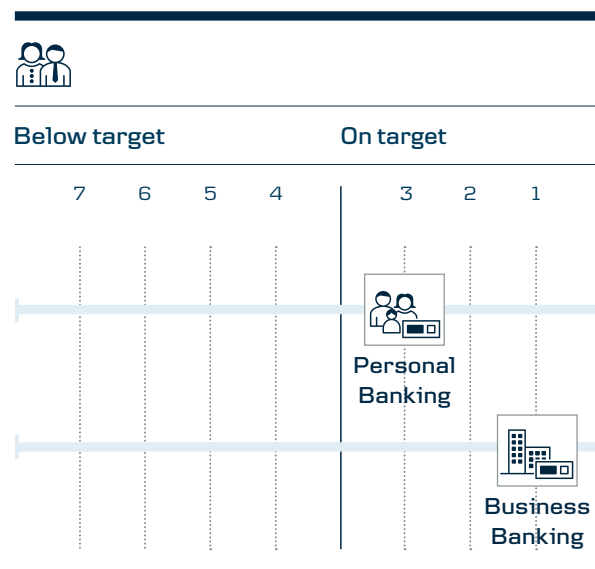 Below target On target
7 6 5 4 3 2 1
Personal
Banking
Business
Banking